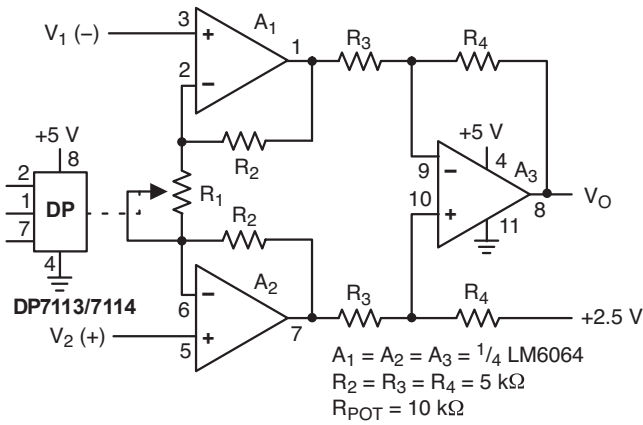 V1 (–)
3
+
A1
1
R3
R4
2
–
+5 V
8
R2
+5 V
4
A3
2
1
7
DP
R1
9
–
10
+
8
VO
11
4
R2
DP7113/7114
6
–
A2
7
R3
R4
+2.5 V
V2 (+)
5
+
A1 = A2 = A3 = 1/4 LM6064
R2 = R3 = R4 = 5 kΩ
RPOT = 10 kΩ